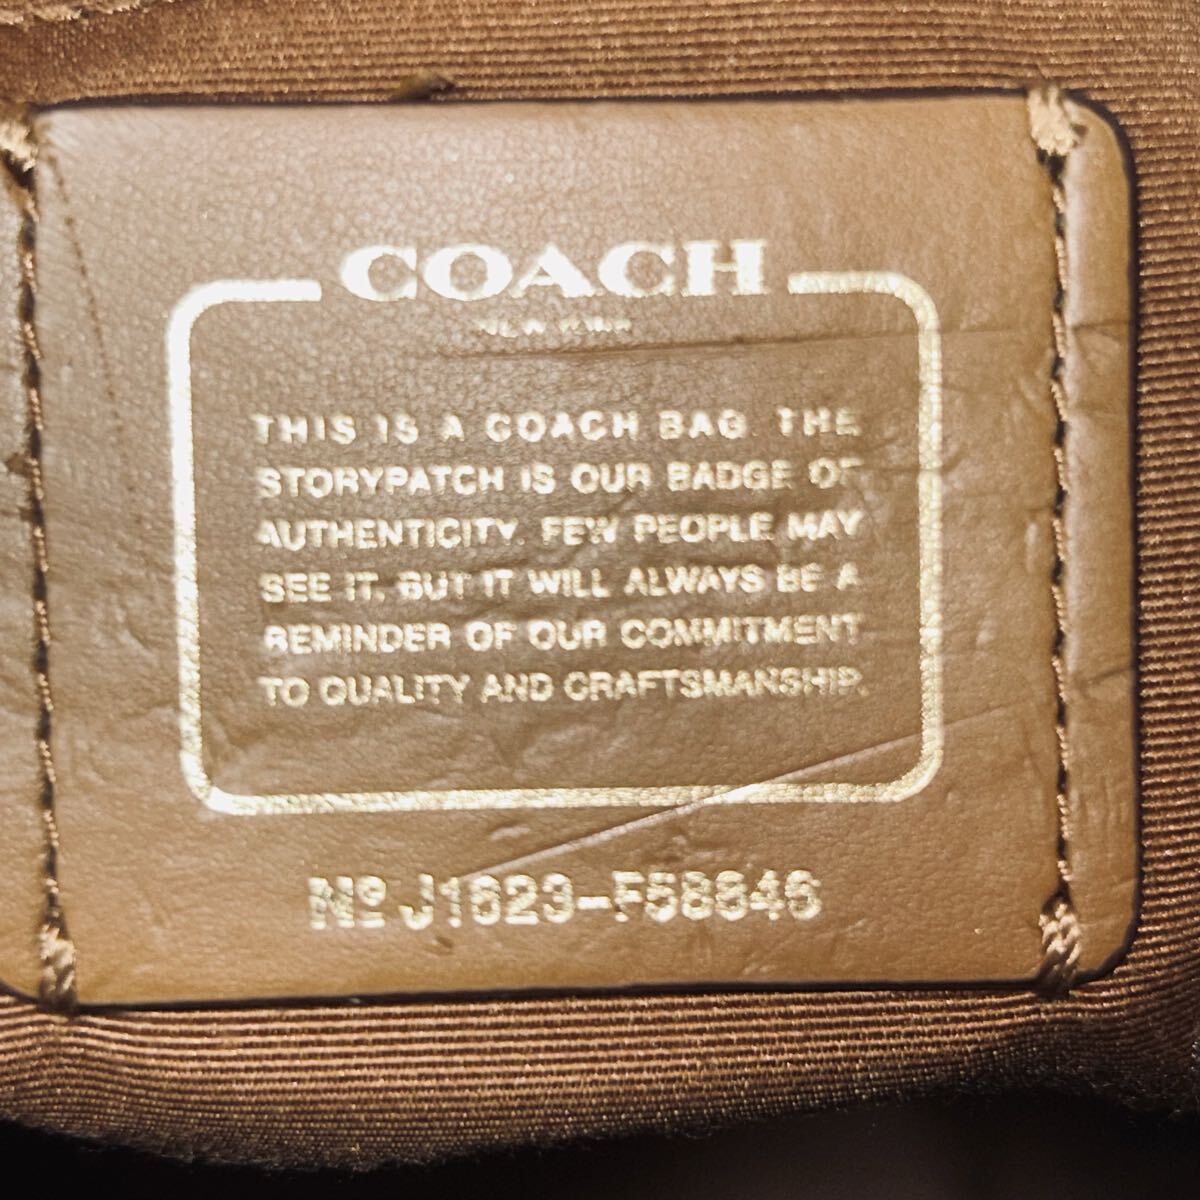 COACH
NEW YORK
THIS IS A COACH BAG. THE
STORYPATCH IS OUR BADGE OF
AUTHENTICITY. FEW PEOPLE MAY
SEE IT. BUT IT WILL ALWAYS BE A
REMINDER OF OUR COMMITMENT
TO QUALITY AND CRAFTSMANSHIP.
Nº J1623-F58846